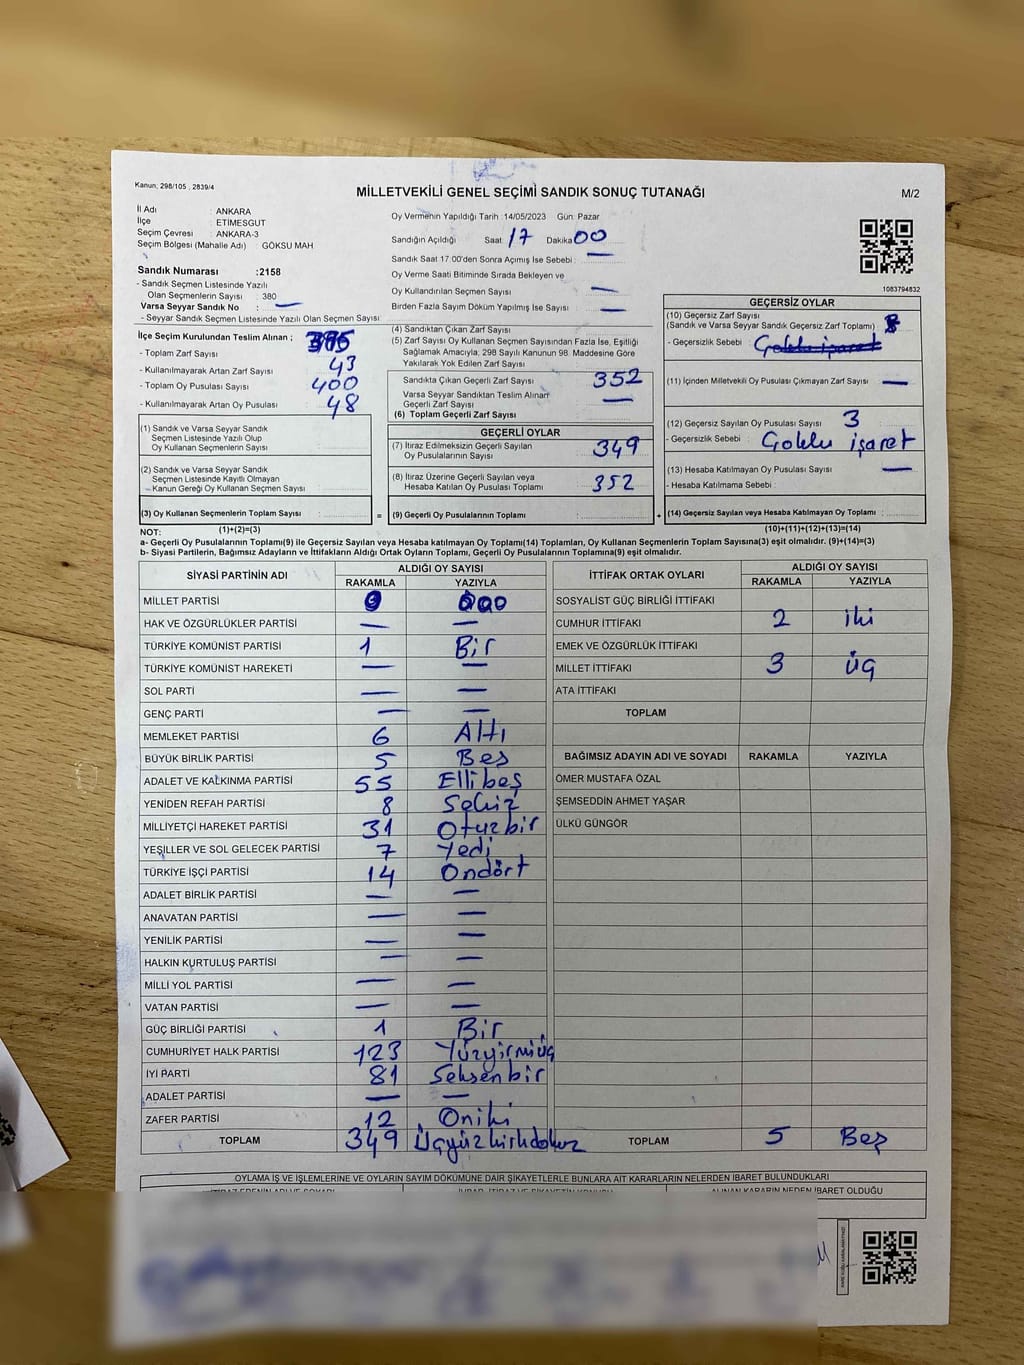 Kanun, 298/105 , 2839/4
MİLLETVEKİLİ GENEL SEÇİMİ SANDIK SONUÇ TUTANAĞI
M/2
İl Adı : ANKARA
İlçe : ETİMESGUT
Seçim Çevresi : ANKARA-3
Seçim Bölgesi (Mahalle Adı) : GÖKSU MAH
Sandık Numarası :2158
- Sandık Seçmen Listesinde Yazılı
Olan Seçmenlerin Sayısı : 380
Varsa Seyyar Sandık No : —
- Seyyar Sandık Seçmen Listesinde Yazılı Olan Seçmen Sayısı :
Oy Vermenin Yapıldığı Tarih :14/05/2023 Gün: Pazar
Sandığın Açıldığı Saat 17 Dakika 00
Sandık Saat 17:00'den Sonra Açımış İse Sebebi : —
Oy Verme Saati Bitiminde Sırada Bekleyen ve
Oy Kullandırılan Seçmen Sayısı : —
Birden Fazla Sayım Döküm Yapılmış İse Sayısı : —
1083794832
İlçe Seçim Kurulundan Teslim Alınan ;
- Toplam Zarf Sayısı :
- Kullanılmayarak Artan Zarf Sayısı : 43
- Toplam Oy Pusulası Sayısı : 400
- Kullanılmayarak Artan Oy Pusulası : 48
(1) Sandık ve Varsa Seyyar Sandık
Seçmen Listesinde Yazılı Olup
Oy Kullanan Seçmenlerin Sayısı :
(2) Sandık ve Varsa Seyyar Sandık
Seçmen Listesinde Kayıtlı Olmayan
Kanun Gereği Oy Kullanan Seçmen Sayısı :
(3) Oy Kullanan Seçmenlerin Toplam Sayısı :
(1)+(2)=(3)
(4) Sandıktan Çıkan Zarf Sayısı :
(5) Zarf Sayısı Oy Kullanan Seçmen Sayısından Fazla İse, Eşitliği
Sağlamak Amacıyla, 298 Sayılı Kanunun 98. Maddesine Göre
Yakılarak Yok Edilen Zarf Sayısı :
Sandıkta Çıkan Geçerli Zarf Sayısı : 352
Varsa Seyyar Sandıktan Teslim Alınan
Geçerli Zarf Sayısı : —
(6) Toplam Geçerli Zarf Sayısı :
GEÇERLİ OYLAR
(7) İtiraz Edilmeksizin Geçerli Sayılan
Oy Pusulalarının Sayısı : 349
(8) İtiraz Üzerine Geçerli Sayılan veya
Hesaba Katılan Oy Pusulası Toplamı : 352
= (9) Geçerli Oy Pusulalarının Toplamı :
GEÇERSİZ OYLAR
(10) Geçersiz Zarf Sayısı
(Sandık ve Varsa Seyyar Sandık Geçersiz Zarf Toplamı) :
- Geçersizlik Sebebi :
(11) İçinden Milletvekili Oy Pusulası Çıkmayan Zarf Sayısı : —
(12) Geçersiz Sayılan Oy Pusulası Sayısı : 3
- Geçersizlik Sebebi : Goklu işaret
(13) Hesaba Katılmayan Oy Pusulası Sayısı : —
- Hesaba Katılmama Sebebi :
+ (14) Geçersiz Sayılan veya Hesaba Katılmayan Oy Toplamı :
(10)+(11)+(12)+(13)=(14)
NOT:
a- Geçerli Oy Pusulalarının Toplamı(9) ile Geçersiz Sayılan veya Hesaba Katılmayan Oy Toplamı(14) Toplamları, Oy Kullanan Seçmenlerin Toplam Sayısına(3) eşit olmalıdır. (9)+(14)=(3)
b- Siyasi Partilerin, Bağımsız Adayların ve İttifakların Aldığı Ortak Oyların Toplamı, Geçerli Oy Pusulalarının Toplamına(9) eşit olmalıdır.
SİYASİ PARTİNİN ADI ALDIĞI OY SAYISI
RAKAMLA YAZIYLA
MİLLET PARTİSİ
HAK VE ÖZGÜRLÜKLER PARTİSİ — —
TÜRKİYE KOMÜNİST PARTİSİ 1 Bir
TÜRKİYE KOMÜNİST HAREKETİ — —
SOL PARTİ — —
GENÇ PARTİ — —
MEMLEKET PARTİSİ 6 Altı
BÜYÜK BİRLİK PARTİSİ 5 Beş
ADALET VE KALKINMA PARTİSİ 55 Ellibeş
YENİDEN REFAH PARTİSİ 8 Sekiz
MİLLİYETÇİ HAREKET PARTİSİ 31 Otuzbir
YEŞİLLER VE SOL GELECEK PARTİSİ 7 Yedi
TÜRKİYE İŞÇİ PARTİSİ 14 Ondört
ADALET BİRLİK PARTİSİ — —
ANAVATAN PARTİSİ — —
YENİLİK PARTİSİ — —
HALKIN KURTULUŞ PARTİSİ — —
MİLLİ YOL PARTİSİ — —
VATAN PARTİSİ — —
GÜÇ BİRLİĞİ PARTİSİ 1 Bir
CUMHURİYET HALK PARTİSİ 123 Yüzyirmiüç
İYİ PARTİ 81 Seksenbir
ADALET PARTİSİ — —
ZAFER PARTİSİ 12 Oniki
TOPLAM 349 Üçyüzkırkdokuz
İTTİFAK ORTAK OYLARI ALDIĞI OY SAYISI
RAKAMLA YAZIYLA
SOSYALİST GÜÇ BİRLİĞİ İTTİFAKI
CUMHUR İTTİFAKI 2 iki
EMEK VE ÖZGÜRLÜK İTTİFAKI
MİLLET İTTİFAKI 3 üç
ATA İTTİFAKI
TOPLAM
BAĞIMSIZ ADAYIN ADI VE SOYADI RAKAMLA YAZIYLA
ÖMER MUSTAFA ÖZAL
ŞEMSEDDİN AHMET YAŞAR
ÜLKÜ GÜNGÖR
TOPLAM 5 Beş
OYLAMA İŞ VE İŞLEMLERİNE VE OYLARIN SAYIM DÖKÜMÜNE DAİR ŞİKAYETLERLE BUNLARA AİT KARARLARIN NELERDEN İBARET BULUNDUKLARI
ALINAN KARARIN NEDEN İBARET OLDUĞU